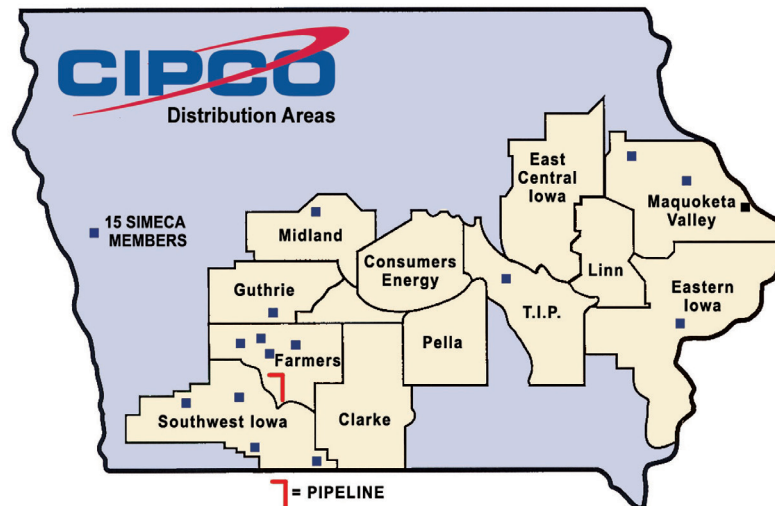 CIPCO
Distribution Areas
East
Central
Iowa
Maquoketa
Valley
15 SIMECA
MEMBERS
Midland
Consumers
Energy
Linn
Eastern
Iowa
Guthrie
T.I.P.
Pella
Farmers
Southwest Iowa
Clarke
= PIPELINE